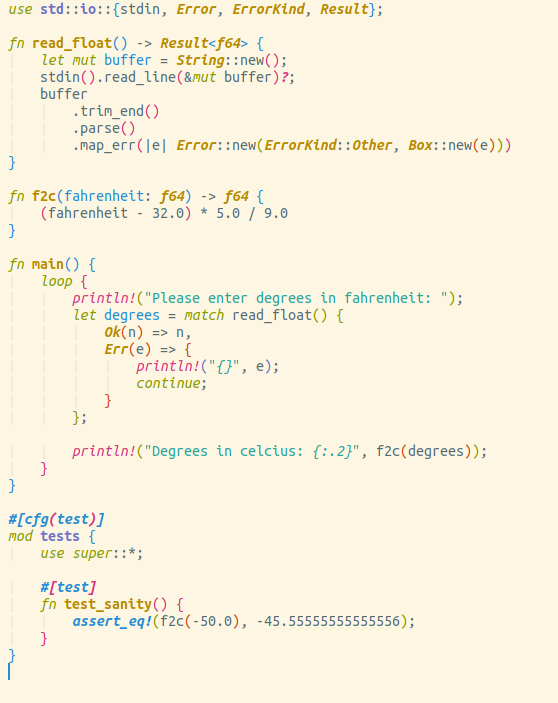 use std::io::{stdin, Error, ErrorKind, Result};

fn read_float() -> Result<f64> {
    let mut buffer = String::new();
    stdin().read_line(&mut buffer)?;
    buffer
        .trim_end()
        .parse()
        .map_err(|e| Error::new(ErrorKind::Other, Box::new(e)))
}

fn f2c(fahrenheit: f64) -> f64 {
    (fahrenheit - 32.0) * 5.0 / 9.0
}

fn main() {
    loop {
        println!("Please enter degrees in fahrenheit: ");
        let degrees = match read_float() {
            Ok(n) => n,
            Err(e) => {
                println!("{}", e);
                continue;
            }
        };

        println!("Degrees in celcius: {:.2}", f2c(degrees));
    }
}

#[cfg(test)]
mod tests {
    use super::*;

    #[test]
    fn test_sanity() {
        assert_eq!(f2c(-50.0), -45.55555555555556);
    }
}